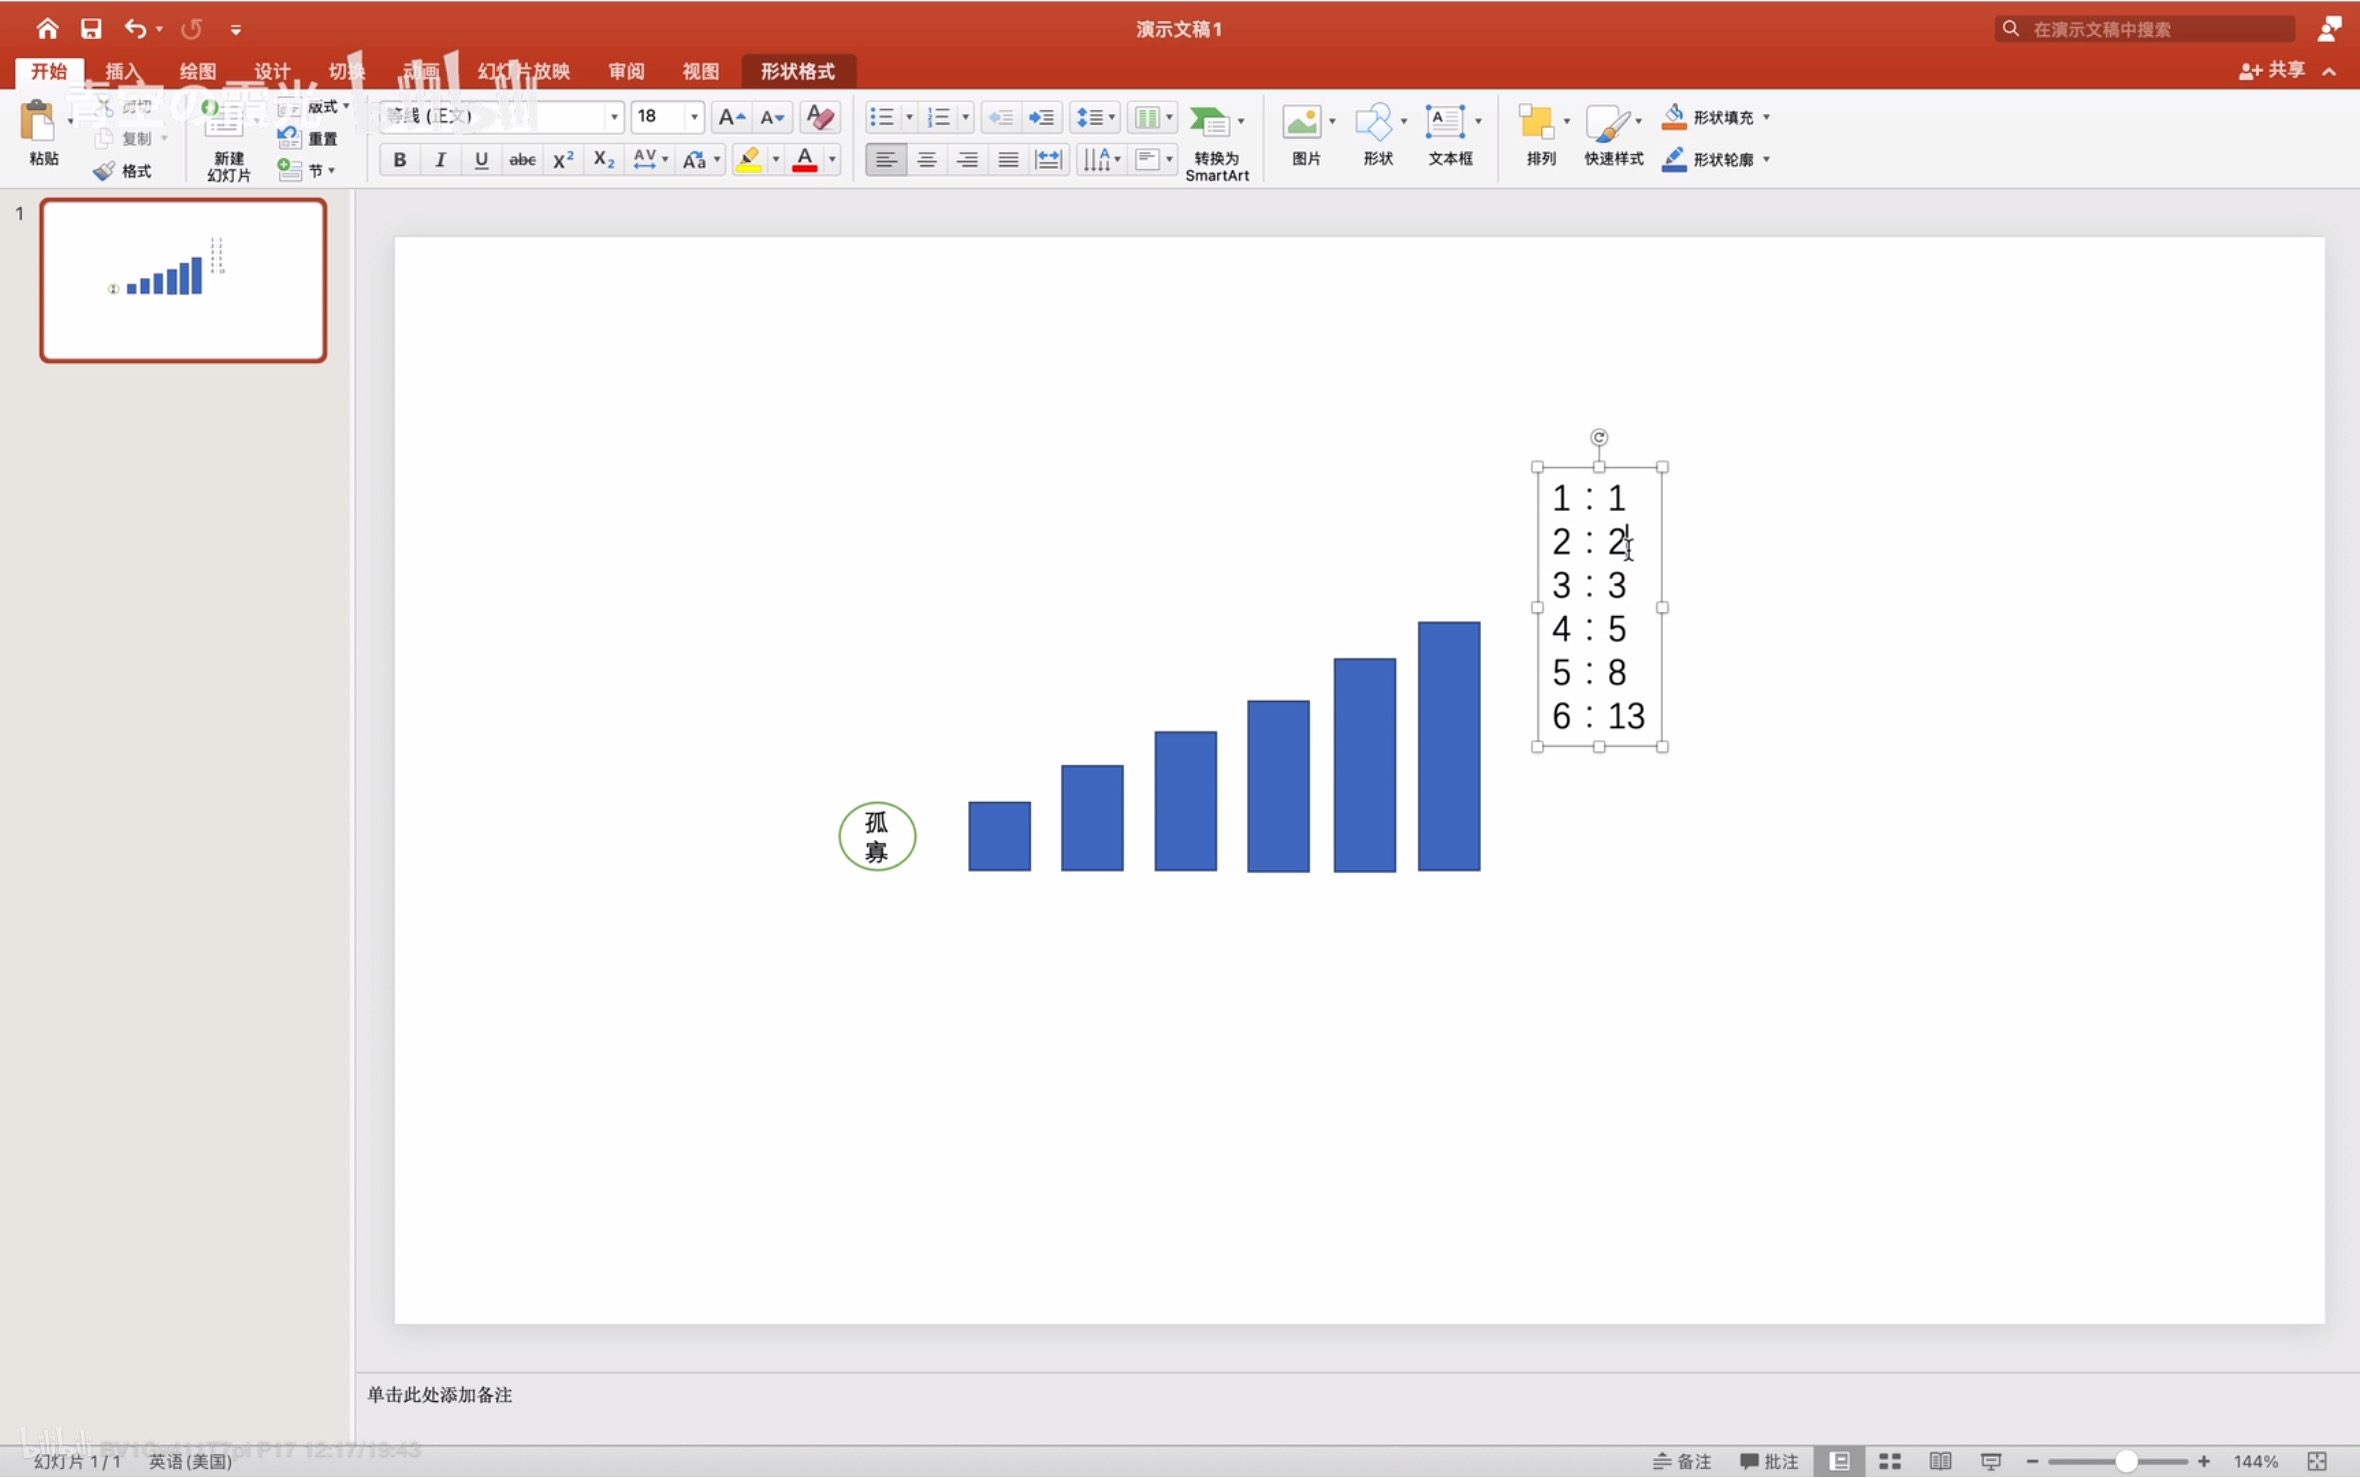 演示文稿1
在演示文稿中搜索
开始 插入 绘图 设计 切换 动画 幻灯片放映 审阅 视图 形状格式
共享
粘贴
剪切
复制
格式
新建
幻灯片
版式
重置
节
等线 (正文)
18
转换为
SmartArt
图片
形状
文本框
排列
快速样式
形状填充
形状轮廓
1
1：1
2：2
3：3
4：5
5：8
6：13
孤
寡
单击此处添加备注
bilibili
P17 12:17/19:43
幻灯片 1 / 1
英语(美国)
备注
批注
144%